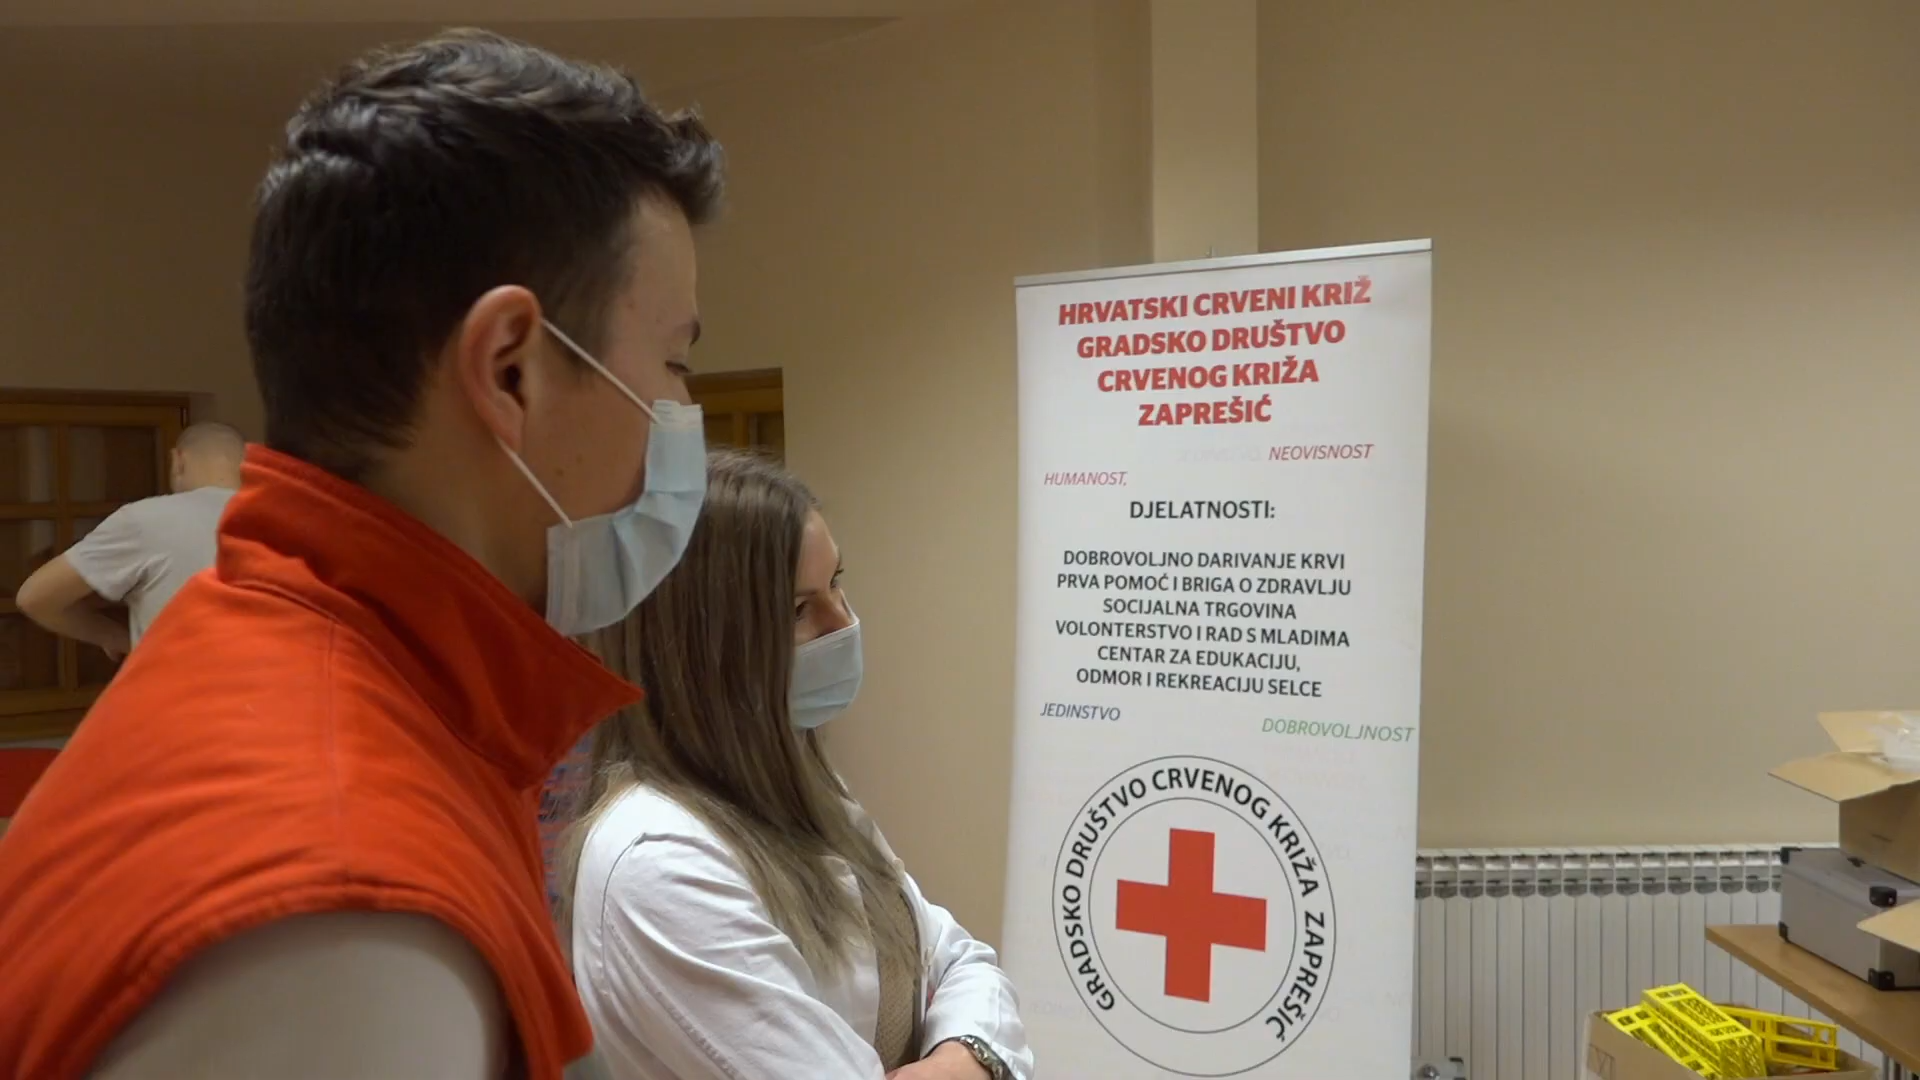 HRVATSKI CRVENI KRIŽ
GRADSKO DRUŠTVO
CRVENOG KRIŽA
ZAPREŠIĆ
NEOVISNOST
HUMANOST,
DJELATNOSTI:
DOBROVOLJNO DARIVANJE KRVI
PRVA POMOĆ I BRIGA O ZDRAVLJU
SOCIJALNA TRGOVINA
VOLONTERSTVO I RAD S MLADIMA
CENTAR ZA EDUKACIJU,
ODMOR I REKREACIJU SELCE
JEDINSTVO
DOBROVOLJNOST
GRADSKO DRUŠTVO CRVENOG KRIŽA ZAPREŠIĆ